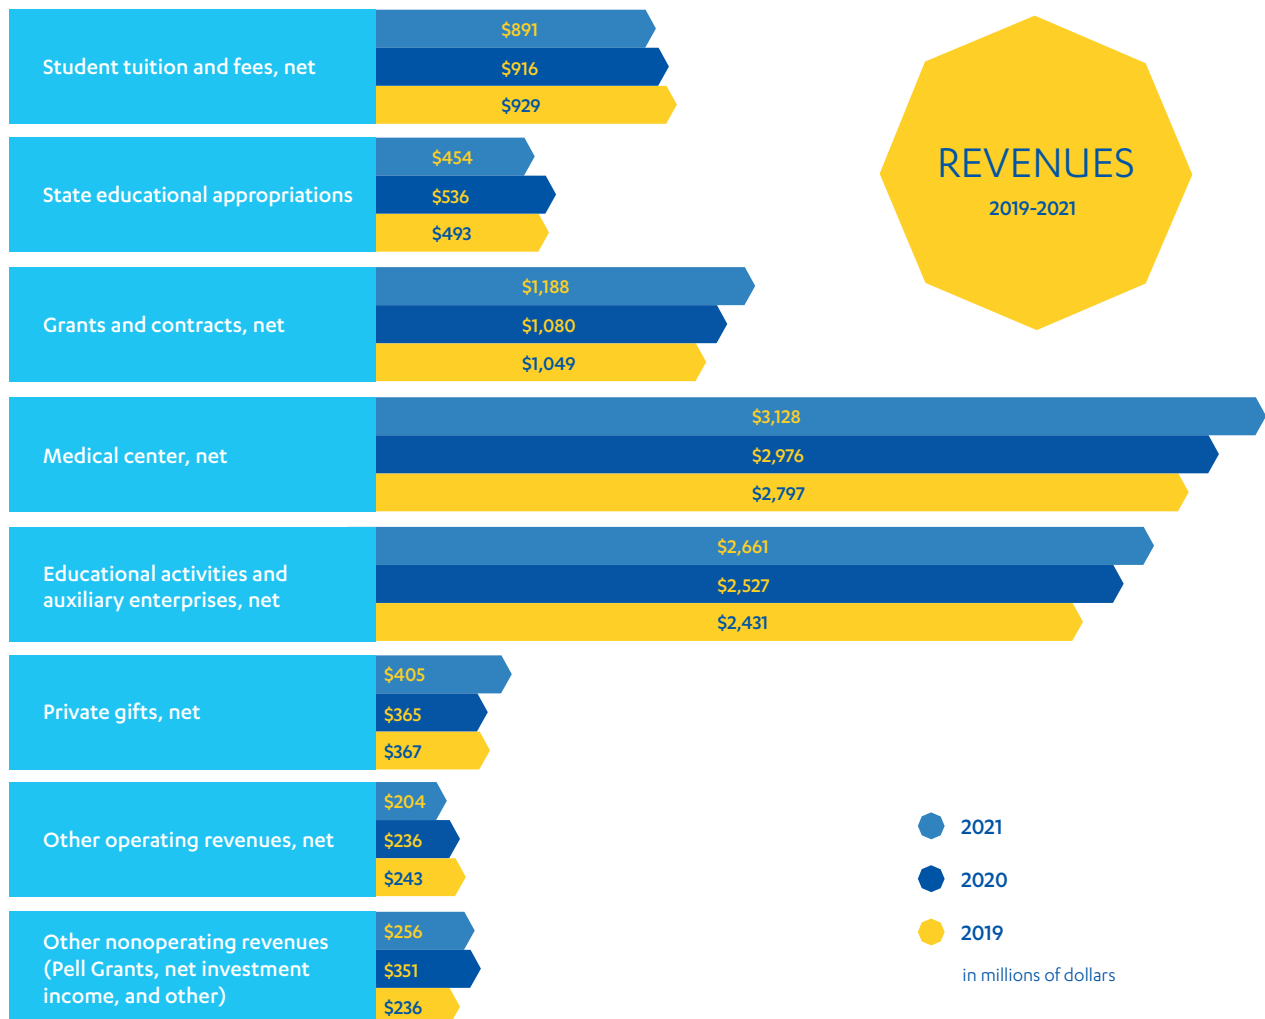 REVENUES
2019-2021
Student tuition and fees, net
$891
$916
$929
State educational appropriations
$454
$536
$493
Grants and contracts, net
$1,188
$1,080
$1,049
Medical center, net
$3,128
$2,976
$2,797
Educational activities and
auxiliary enterprises, net
$2,661
$2,527
$2,431
Private gifts, net
$405
$365
$367
Other operating revenues, net
$204
$236
$243
Other nonoperating revenues
(Pell Grants, net investment
income, and other)
$256
$351
$236
2021
2020
2019
in millions of dollars